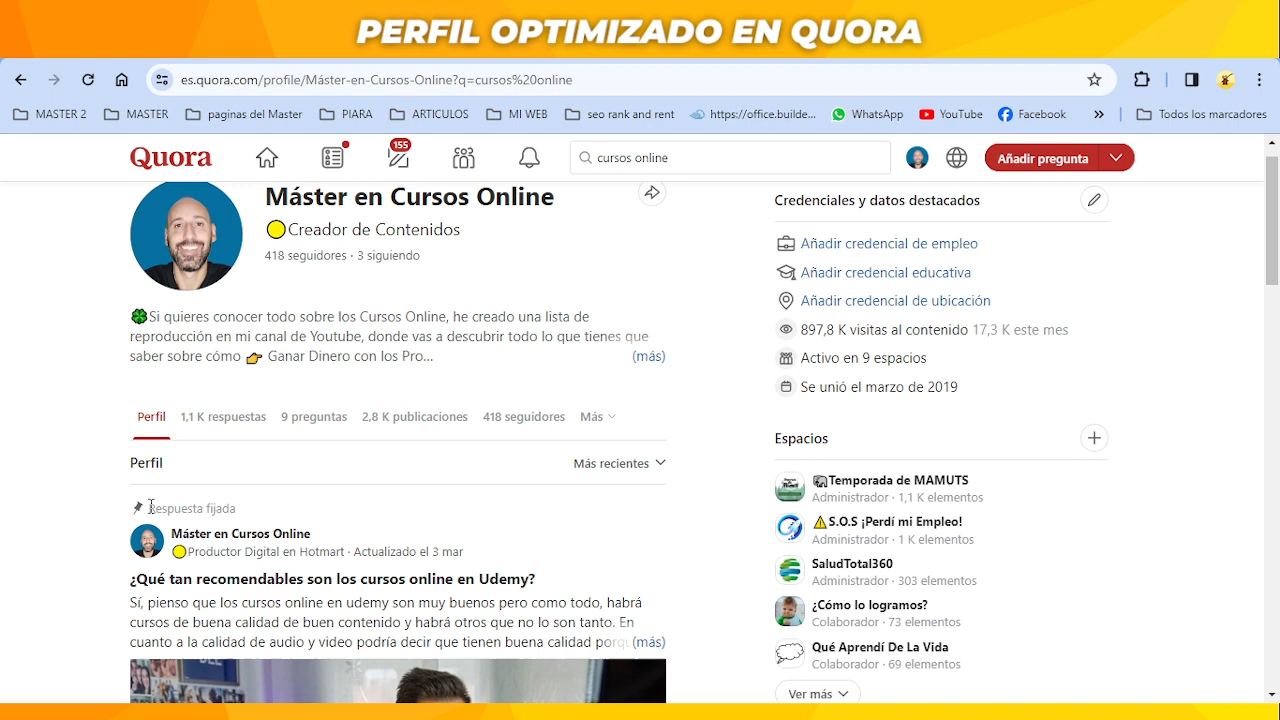 PERFIL OPTIMIZADO EN QUORA
es.quora.com/profile/Máster-en-Cursos-Online?q=cursos%20online
MASTER 2
MASTER
paginas del Master
PIARA
ARTICULOS
MI WEB
seo rank and rent
https://office.builde...
WhatsApp
YouTube
Facebook
»
Todos los marcadores
Quora
155
cursos online
Añadir pregunta
Máster en Cursos Online
Creador de Contenidos
418 seguidores · 3 siguiendo
Si quieres conocer todo sobre los Cursos Online, he creado una lista de
reproducción en mi canal de Youtube, donde vas a descubrir todo lo que tienes que
saber sobre cómo 👉 Ganar Dinero con los Pro... (más)
Perfil
1,1 K respuestas
9 preguntas
2,8 K publicaciones
418 seguidores
Más
Perfil
Más recientes
Respuesta fijada
Máster en Cursos Online
Productor Digital en Hotmart · Actualizado el 3 mar
¿Qué tan recomendables son los cursos online en Udemy?
Sí, pienso que los cursos online en udemy son muy buenos pero como todo, habrá
cursos de buena calidad de buen contenido y habrá otros que no lo son tanto. En
cuanto a la calidad de audio y video podría decir que tienen buena calidad porqu (más)
Credenciales y datos destacados
Añadir credencial de empleo
Añadir credencial educativa
Añadir credencial de ubicación
897,8 K visitas al contenido 17,3 K este mes
Activo en 9 espacios
Se unió el marzo de 2019
Espacios
Temporada de MAMUTS
Administrador · 1,1 K elementos
S.O.S ¡Perdí mi Empleo!
Administrador · 1 K elementos
SaludTotal360
Administrador · 303 elementos
¿Cómo lo logramos?
Colaborador · 73 elementos
Qué Aprendí De La Vida
Colaborador · 69 elementos
Ver más